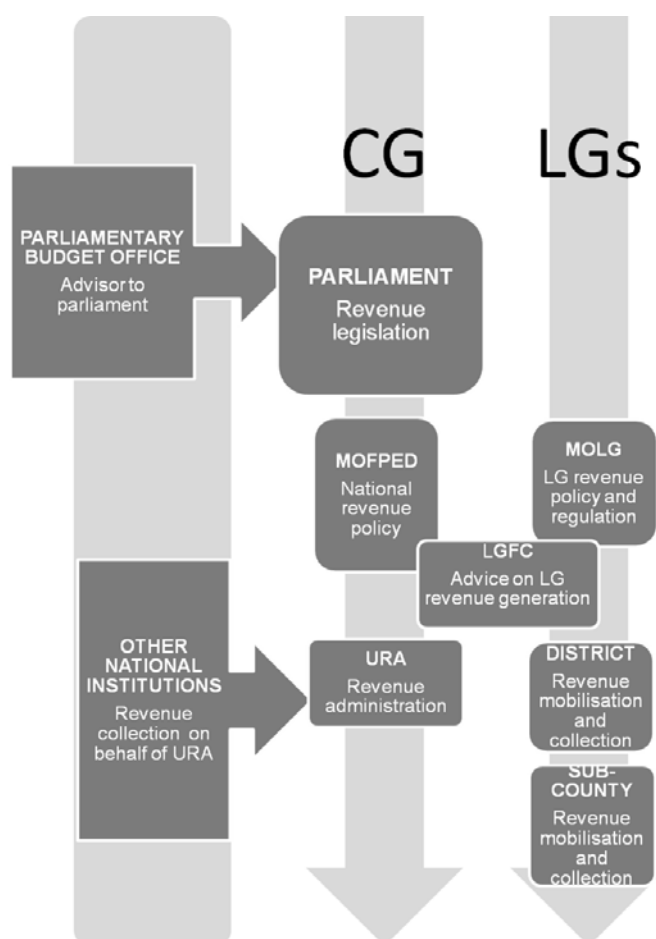 CG
LGs
PARLIAMENTARY
BUDGET OFFICE
Advisor to
parliament
PARLIAMENT
Revenue
legislation
MOFPED
National
revenue
policy
MOLG
LG revenue
policy and
regulation
LGFC
Advice on LG
revenue generation
OTHER
NATIONAL
INSTITUTIONS
Revenue
collection on
behalf of URA
URA
Revenue
administration
DISTRICT
Revenue
mobilisation
and
collection
SUB-
COUNTY
Revenue
mobilisation
and
collection